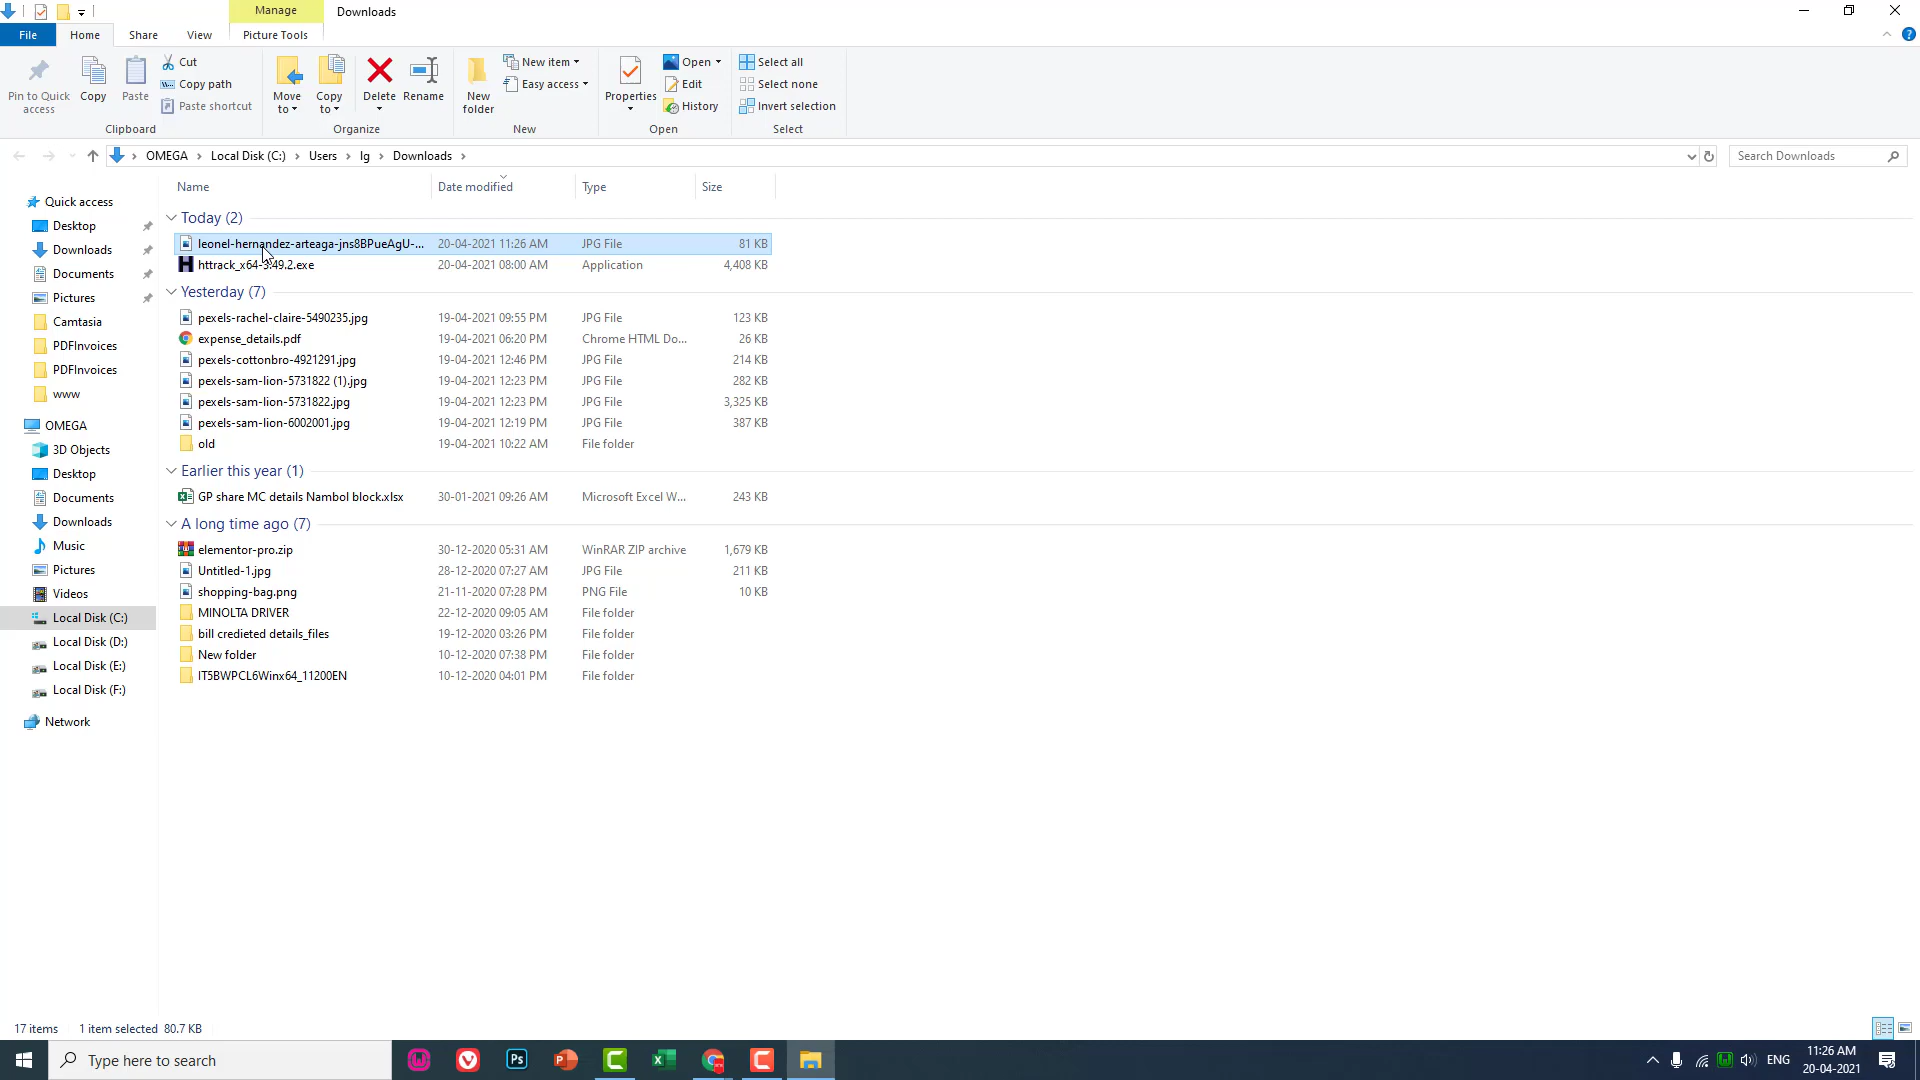 Manage
Downloads
File
Home
Share
View
Picture Tools
Pin to Quick access
Copy
Paste
Cut
Copy path
Paste shortcut
Clipboard
Move to
Copy to
Delete
Rename
Organize
New folder
New item
Easy access
New
Properties
Open
Edit
History
Open
Select all
Select none
Invert selection
Select
OMEGA > Local Disk (C:) > Users > lg > Downloads >
Search Downloads
Name Date modified Type Size
Quick access
Desktop
Downloads
Documents
Pictures
Camtasia
PDFInvoices
PDFInvoices
www
OMEGA
3D Objects
Desktop
Documents
Downloads
Music
Pictures
Videos
Local Disk (C:)
Local Disk (D:)
Local Disk (E:)
Local Disk (F:)
Network
Today (2)
leonel-hernandez-arteaga-jns8BPueAgU-... 20-04-2021 11:26 AM JPG File 81 KB
httrack_x64-3.49.2.exe 20-04-2021 08:00 AM Application 4,408 KB
Yesterday (7)
pexels-rachel-claire-5490235.jpg 19-04-2021 09:55 PM JPG File 123 KB
expense_details.pdf 19-04-2021 06:20 PM Chrome HTML Do... 26 KB
pexels-cottonbro-4921291.jpg 19-04-2021 12:46 PM JPG File 214 KB
pexels-sam-lion-5731822 (1).jpg 19-04-2021 12:23 PM JPG File 282 KB
pexels-sam-lion-5731822.jpg 19-04-2021 12:23 PM JPG File 3,325 KB
pexels-sam-lion-6002001.jpg 19-04-2021 12:19 PM JPG File 387 KB
old 19-04-2021 10:22 AM File folder
Earlier this year (1)
GP share MC details Nambol block.xlsx 30-01-2021 09:26 AM Microsoft Excel W... 243 KB
A long time ago (7)
elementor-pro.zip 30-12-2020 05:31 AM WinRAR ZIP archive 1,679 KB
Untitled-1.jpg 28-12-2020 07:27 AM JPG File 211 KB
shopping-bag.png 21-11-2020 07:28 PM PNG File 10 KB
MINOLTA DRIVER 22-12-2020 09:05 AM File folder
bill credieted details_files 19-12-2020 03:26 PM File folder
New folder 10-12-2020 07:38 PM File folder
IT5BWPCL6Winx64_11200EN 10-12-2020 04:01 PM File folder
17 items 1 item selected 80.7 KB
Type here to search
Ps
ENG
11:26 AM
20-04-2021